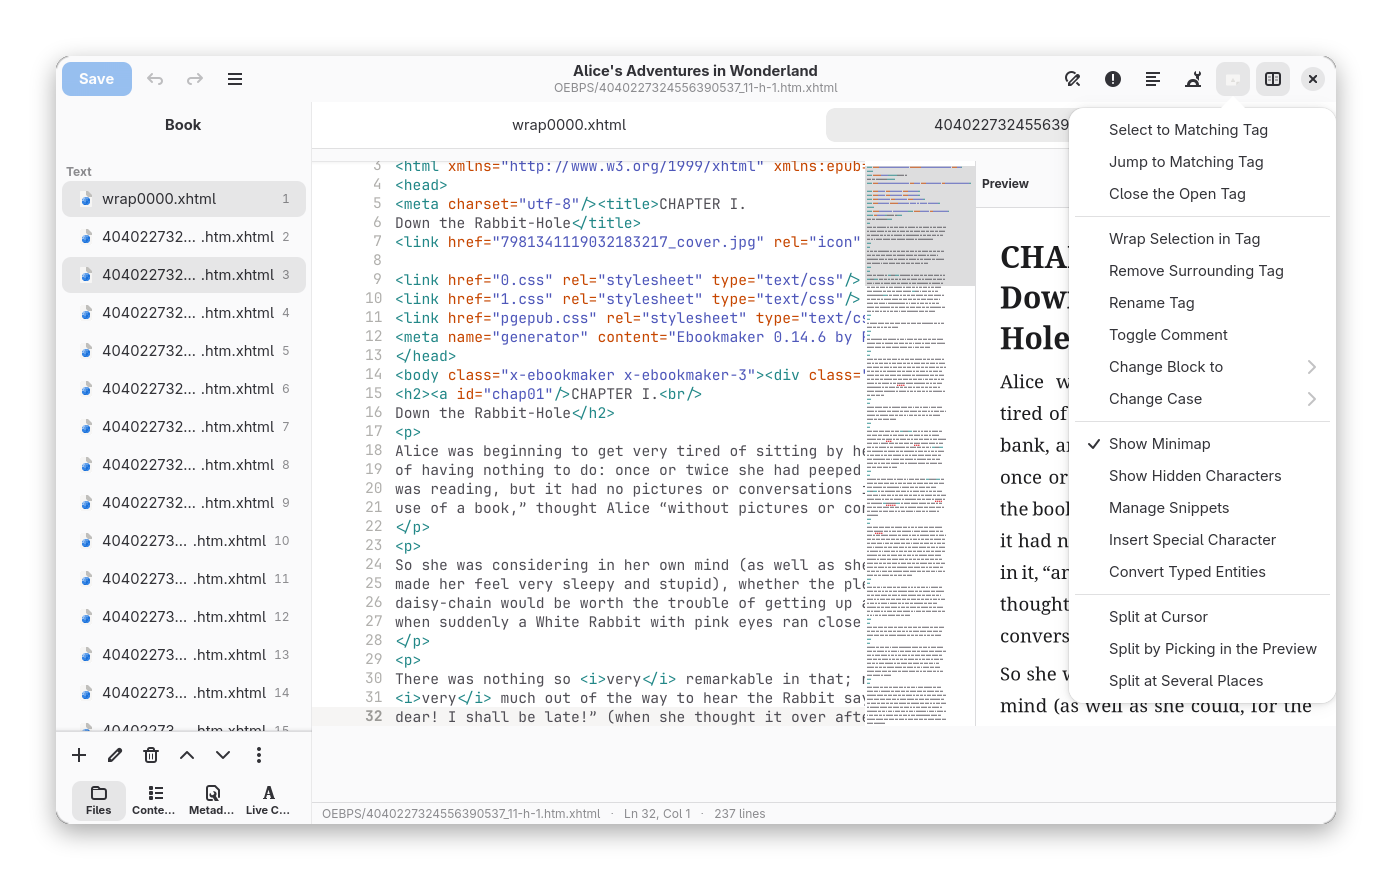 Save
Alice's Adventures in Wonderland
OEBPS/4040227324556390537_11-h-1.htm.xhtml
Book
Text
wrap0000.xhtml 1
404022732... .htm.xhtml 2
404022732... .htm.xhtml 3
404022732... .htm.xhtml 4
404022732... .htm.xhtml 5
404022732... .htm.xhtml 6
404022732... .htm.xhtml 7
404022732... .htm.xhtml 8
404022732... .htm.xhtml 9
40402273... .htm.xhtml 10
40402273... .htm.xhtml 11
40402273... .htm.xhtml 12
40402273... .htm.xhtml 13
40402273... .htm.xhtml 14
40402273... .htm.xhtml 15
Files
Conte...
Metad...
Live C...
wrap0000.xhtml
404022732455639
3 <html xmlns="http://www.w3.org/1999/xhtml" xmlns:epub=
4 <head>
5 <meta charset="utf-8"/><title>CHAPTER I.
6 Down the Rabbit-Hole</title>
7 <link href="7981341119032183217_cover.jpg" rel="icon"
8
9 <link href="0.css" rel="stylesheet" type="text/css"/>
10 <link href="1.css" rel="stylesheet" type="text/css"/>
11 <link href="pgepub.css" rel="stylesheet" type="text/cs
12 <meta name="generator" content="Ebookmaker 0.14.6 by
13 </head>
14 <body class="x-ebookmaker x-ebookmaker-3"><div class="
15 <h2><a id="chap01"/>CHAPTER I.<br/>
16 Down the Rabbit-Hole</h2>
17 <p>
18 Alice was beginning to get very tired of sitting by he
19 of having nothing to do: once or twice she had peeped
20 was reading, but it had no pictures or conversations
21 use of a book,” thought Alice “without pictures or con
22 </p>
23 <p>
24 So she was considering in her own mind (as well as she
25 made her feel very sleepy and stupid), whether the ple
26 daisy-chain would be worth the trouble of getting up a
27 when suddenly a White Rabbit with pink eyes ran close
28 </p>
29 <p>
30 There was nothing so <i>very</i> remarkable in that;
31 <i>very</i> much out of the way to hear the Rabbit say
32 dear! I shall be late!” (when she thought it over afte
Preview
CHA
Dow
Hole
Alice w
tired of
bank, a
once or
the boo
it had n
in it, “a
thought
convers
So she w
mind (as well as she could, for the
Select to Matching Tag
Jump to Matching Tag
Close the Open Tag
Wrap Selection in Tag
Remove Surrounding Tag
Rename Tag
Toggle Comment
Change Block to
Change Case
Show Minimap
Show Hidden Characters
Manage Snippets
Insert Special Character
Convert Typed Entities
Split at Cursor
Split by Picking in the Preview
Split at Several Places
OEBPS/4040227324556390537_11-h-1.htm.xhtml · Ln 32, Col 1 · 237 lines